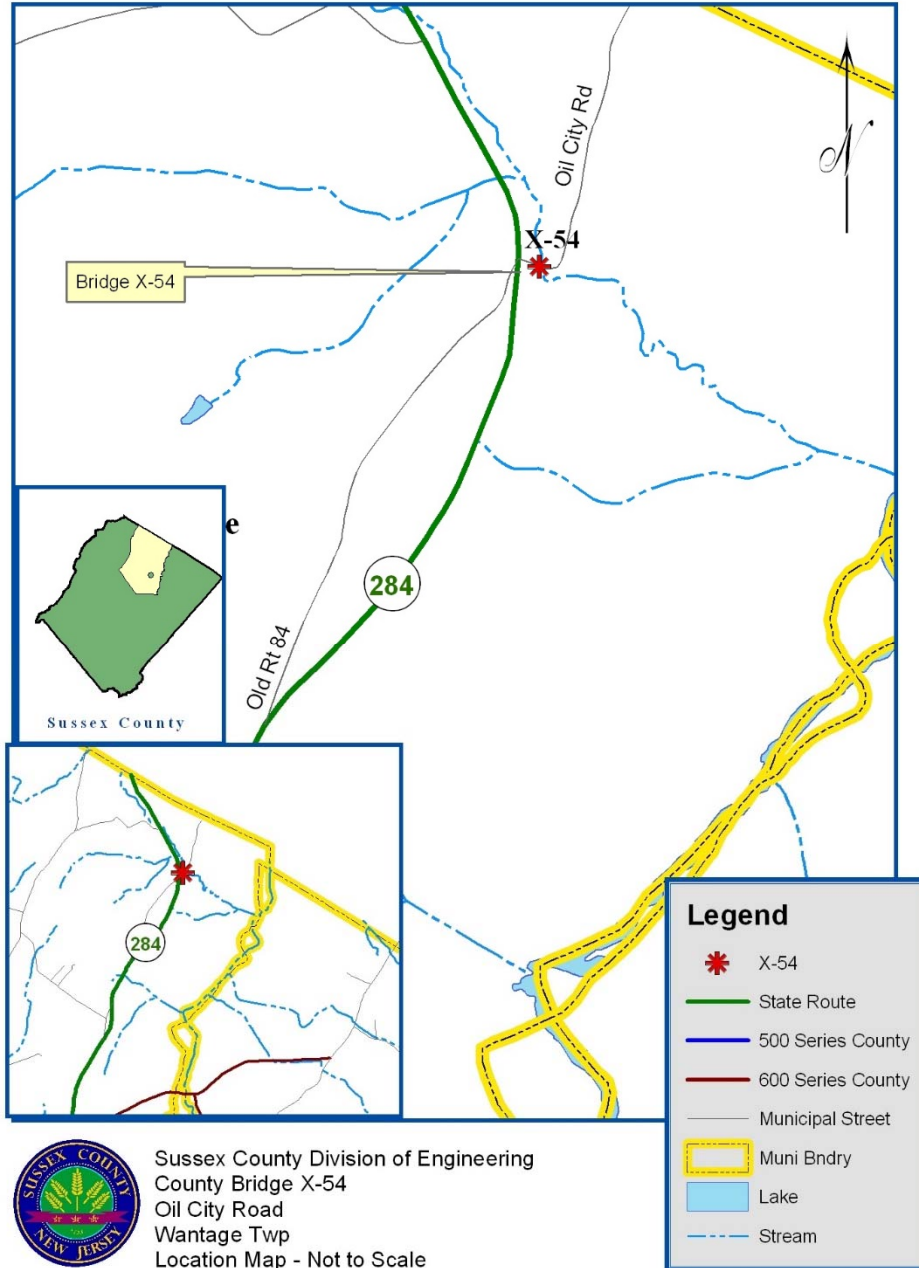 Oil City Rd
N
X-54
Bridge X-54
e
284
Old Rt 84
Sussex County
284
Legend
X-54
State Route
500 Series County
600 Series County
Municipal Street
Muni Bndry
Lake
Stream
SUSSEX COUNTY
NEW JERSEY
Sussex County Division of Engineering
County Bridge X-54
Oil City Road
Wantage Twp
Location Map - Not to Scale